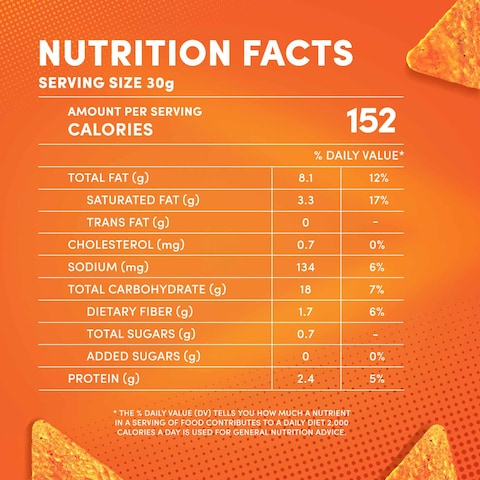 NUTRITION FACTS
SERVING SIZE 30g
AMOUNT PER SERVING
CALORIES 152
% DAILY VALUE*
TOTAL FAT (g) 8.1 12%
SATURATED FAT (g) 3.3 17%
TRANS FAT (g) 0 -
CHOLESTEROL (mg) 0.7 0%
SODIUM (mg) 134 6%
TOTAL CARBOHYDRATE (g) 18 7%
DIETARY FIBER (g) 1.7 6%
TOTAL SUGARS (g) 0.7 -
ADDED SUGARS (g) 0 0%
PROTEIN (g) 2.4 5%
* THE % DAILY VALUE (DV) TELLS YOU HOW MUCH A NUTRIENT
IN A SERVING OF FOOD CONTRIBUTES TO A DAILY DIET 2,000
CALORIES A DAY IS USED FOR GENERAL NUTRITION ADVICE.